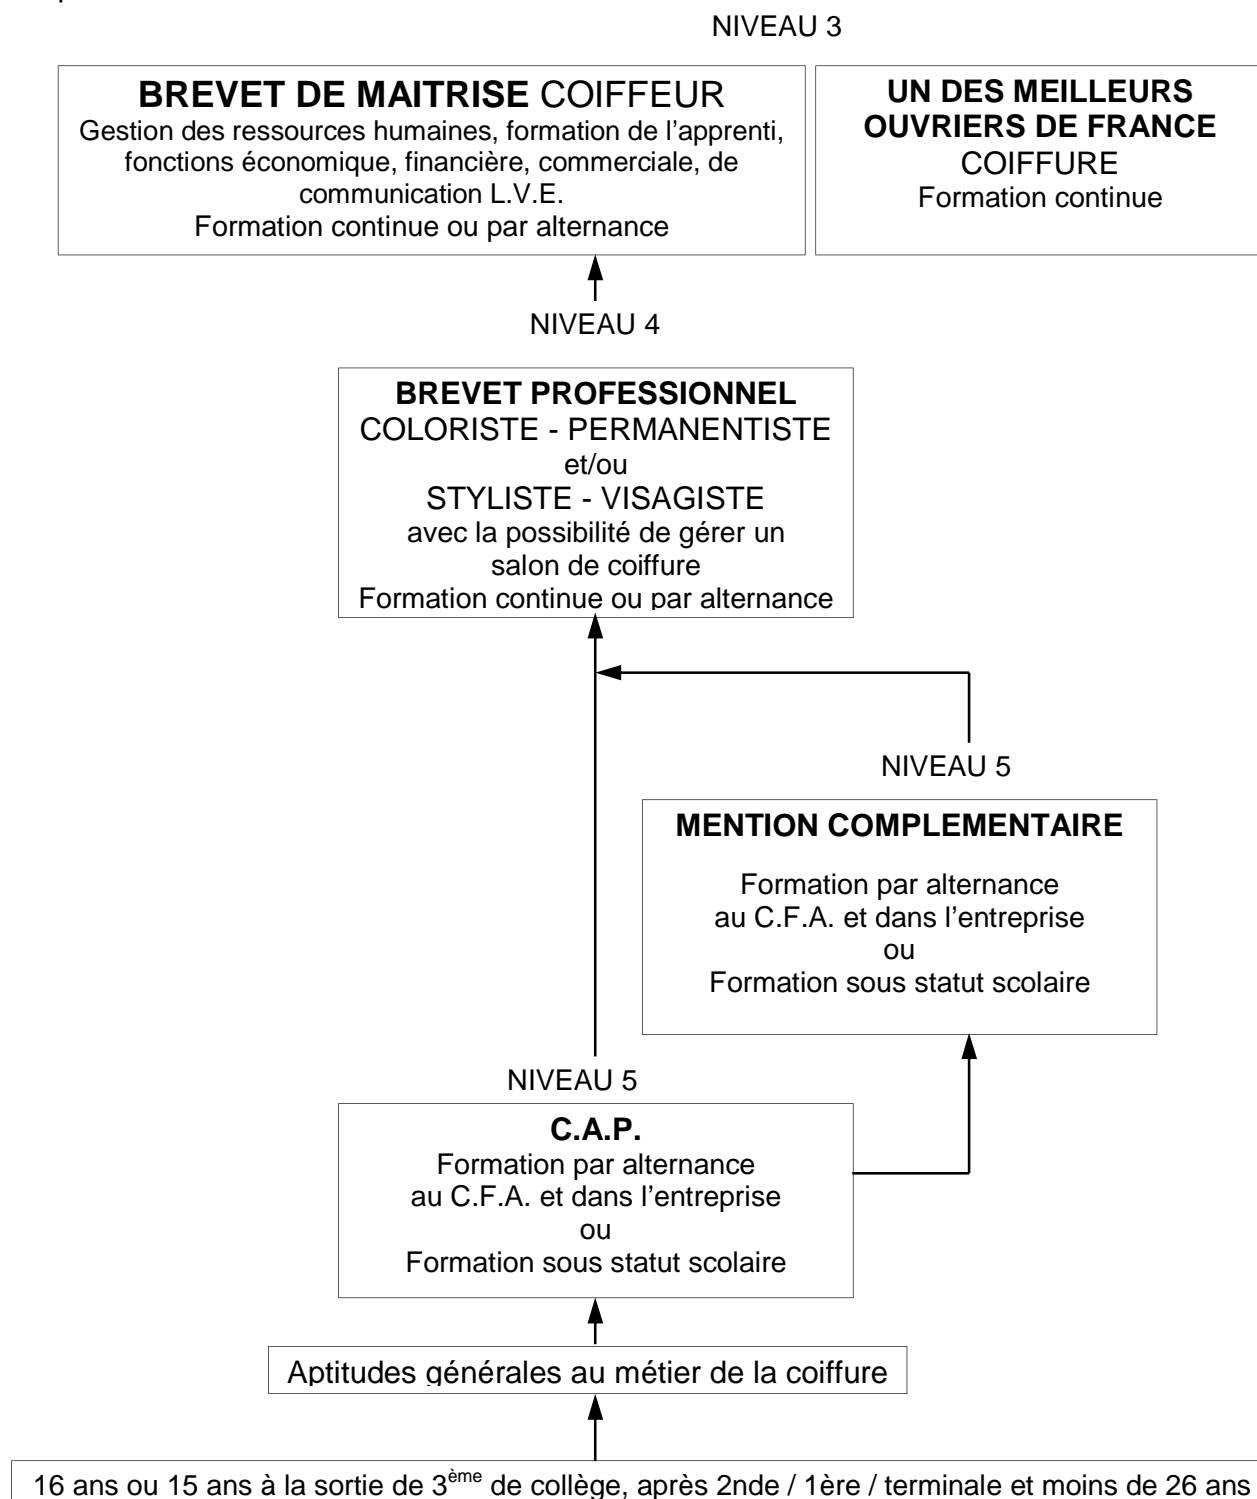 NIVEAU 3
BREVET DE MAITRISE COIFFEUR
Gestion des ressources humaines, formation de l'apprenti,
fonctions économique, financière, commerciale, de
communication L.V.E.
Formation continue ou par alternance
UN DES MEILLEURS
OUVRIERS DE FRANCE
COIFFURE
Formation continue
NIVEAU 4
BREVET PROFESSIONNEL
COLORISTE - PERMANENTISTE
et/ou
STYLISTE - VISAGISTE
avec la possibilité de gérer un
salon de coiffure
Formation continue ou par alternance
NIVEAU 5
MENTION COMPLEMENTAIRE
Formation par alternance
au C.F.A. et dans l'entreprise
ou
Formation sous statut scolaire
NIVEAU 5
C.A.P.
Formation par alternance
au C.F.A. et dans l'entreprise
ou
Formation sous statut scolaire
Aptitudes générales au métier de la coiffure
16 ans ou 15 ans à la sortie de 3ème de collège, après 2nde / 1ère / terminale et moins de 26 ans